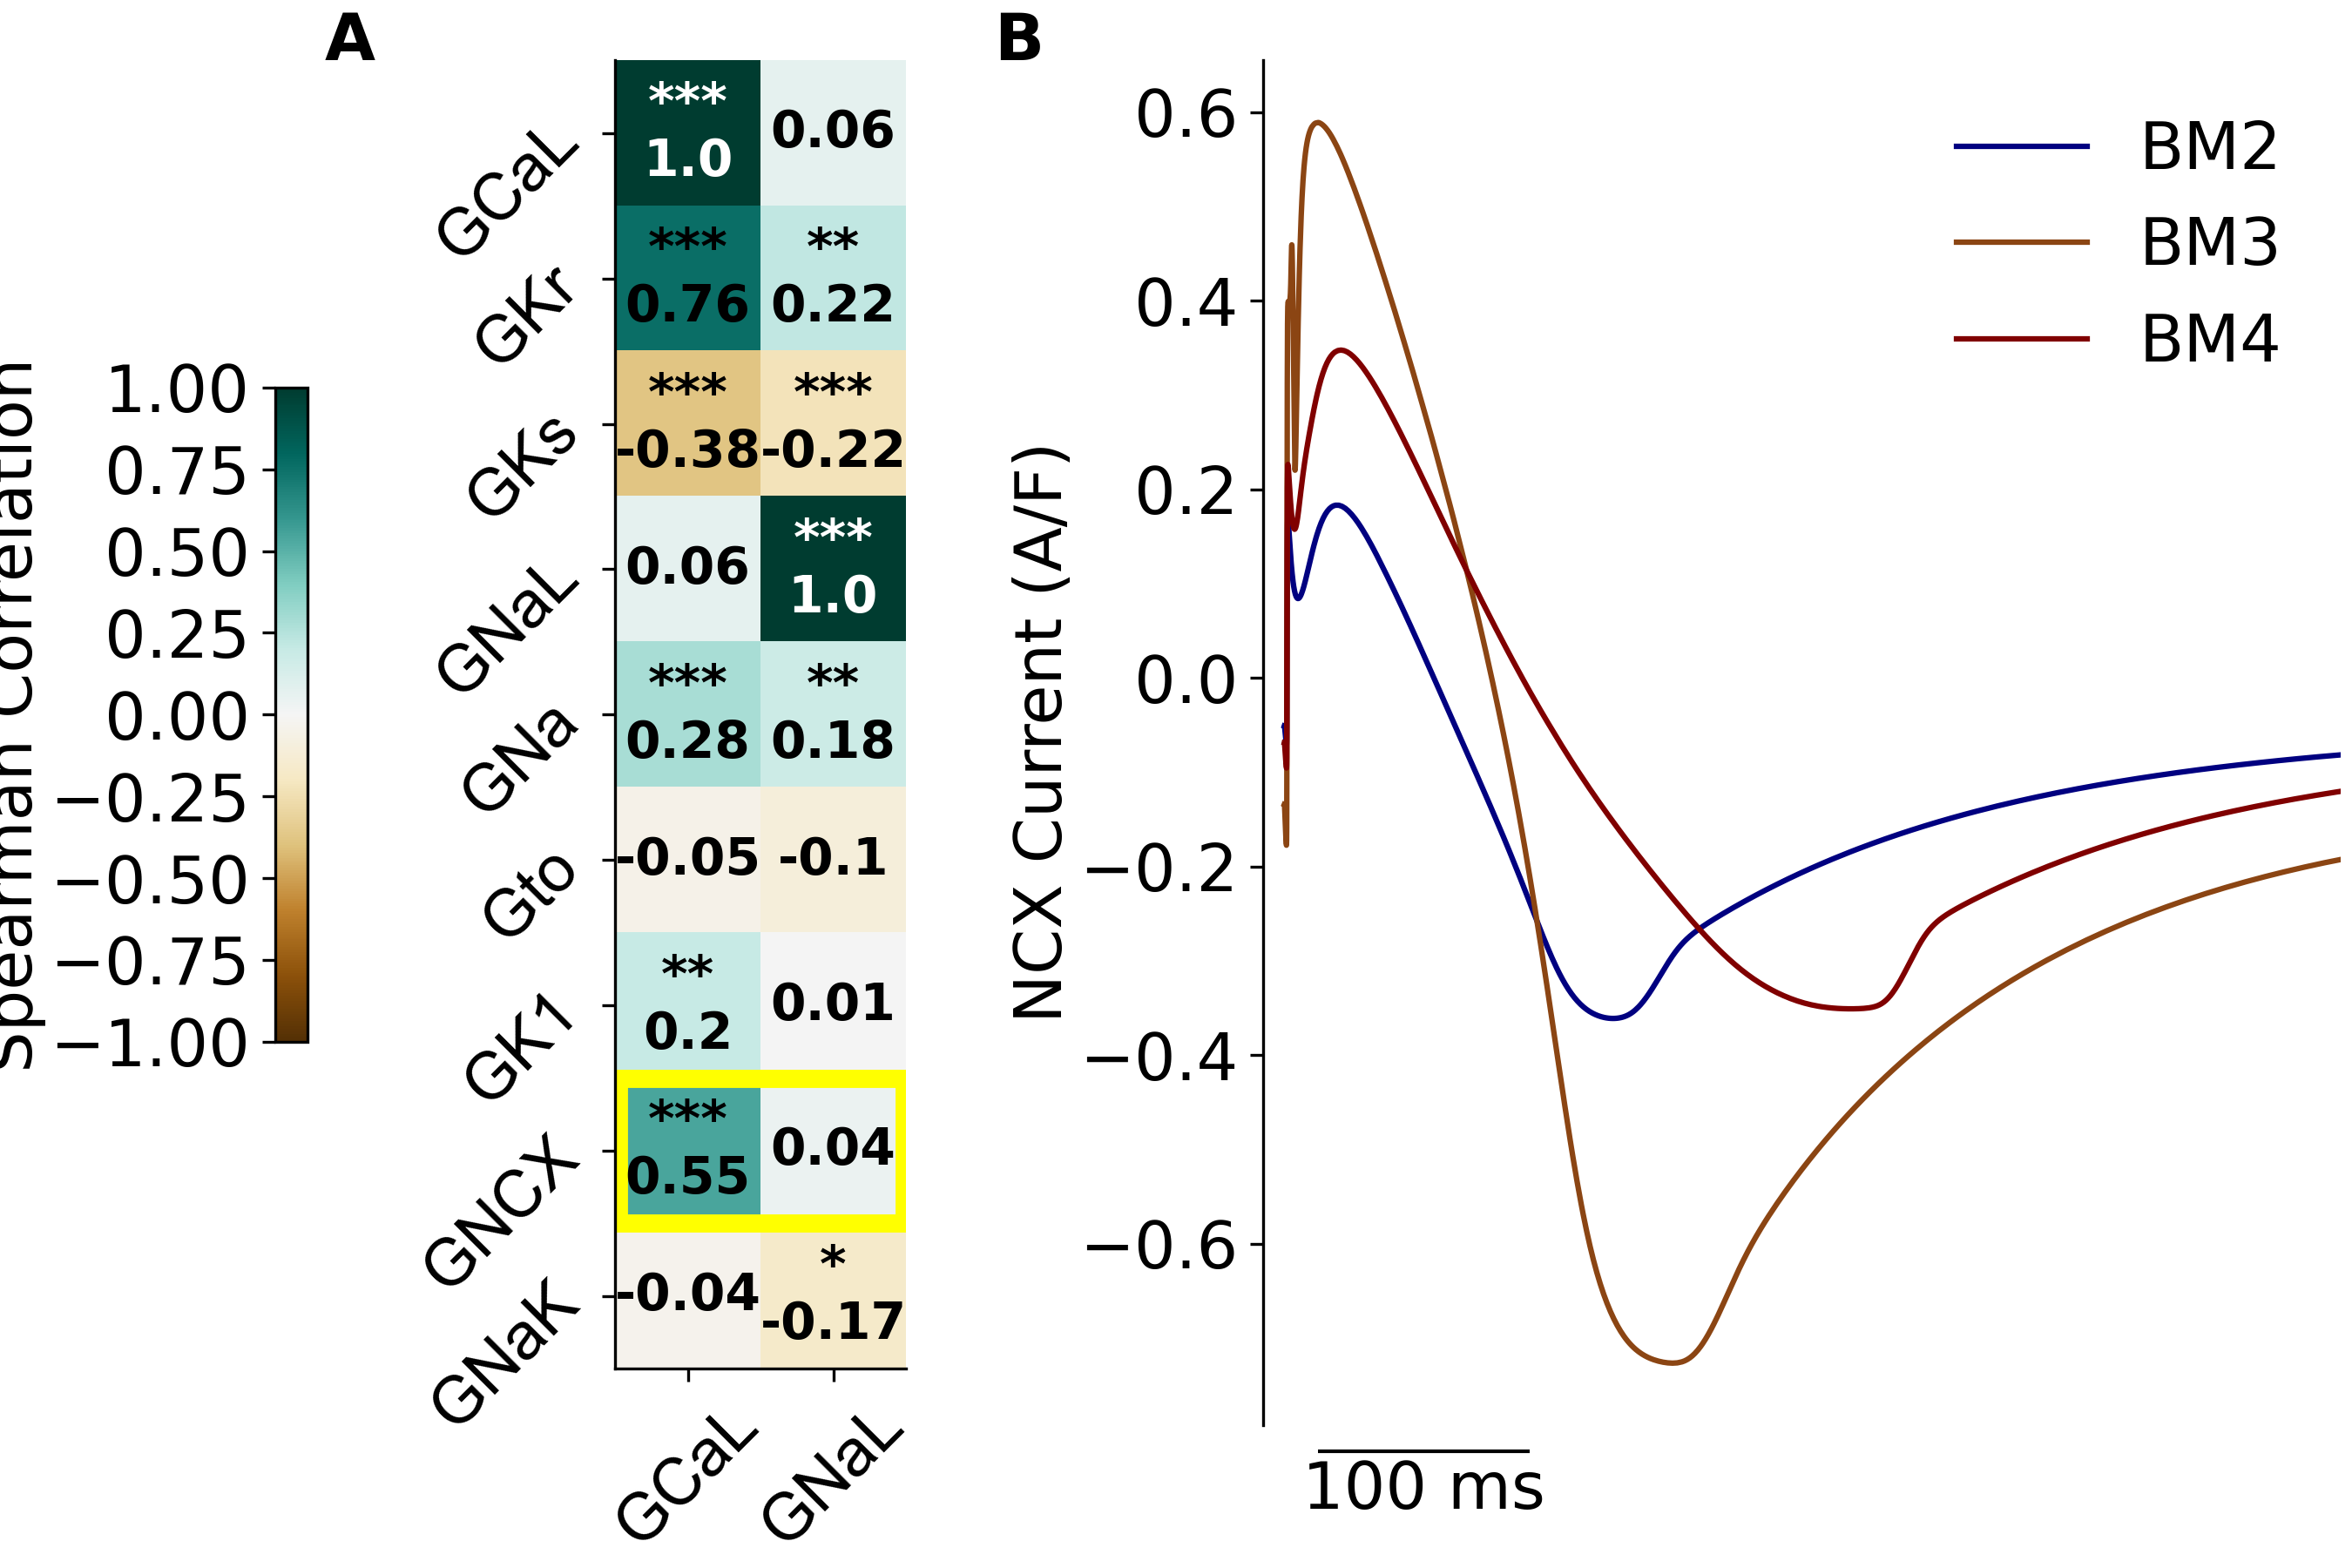 A
B
Spearman Correlation
1.00
0.75
0.50
0.25
0.00
−0.25
−0.50
−0.75
−1.00
GCaL
*** 1.0
0.06
GKr
*** 0.76
** 0.22
GKs
*** -0.38
*** -0.22
GNaL
0.06
*** 1.0
GNa
*** 0.28
** 0.18
Gto
-0.05
-0.1
GK1
** 0.2
0.01
GNCX
*** 0.55
0.04
GNaK
-0.04
* -0.17
GCaL
GNaL
NCX Current (A/F)
0.6
0.4
0.2
0.0
−0.2
−0.4
−0.6
BM2
BM3
BM4
100 ms